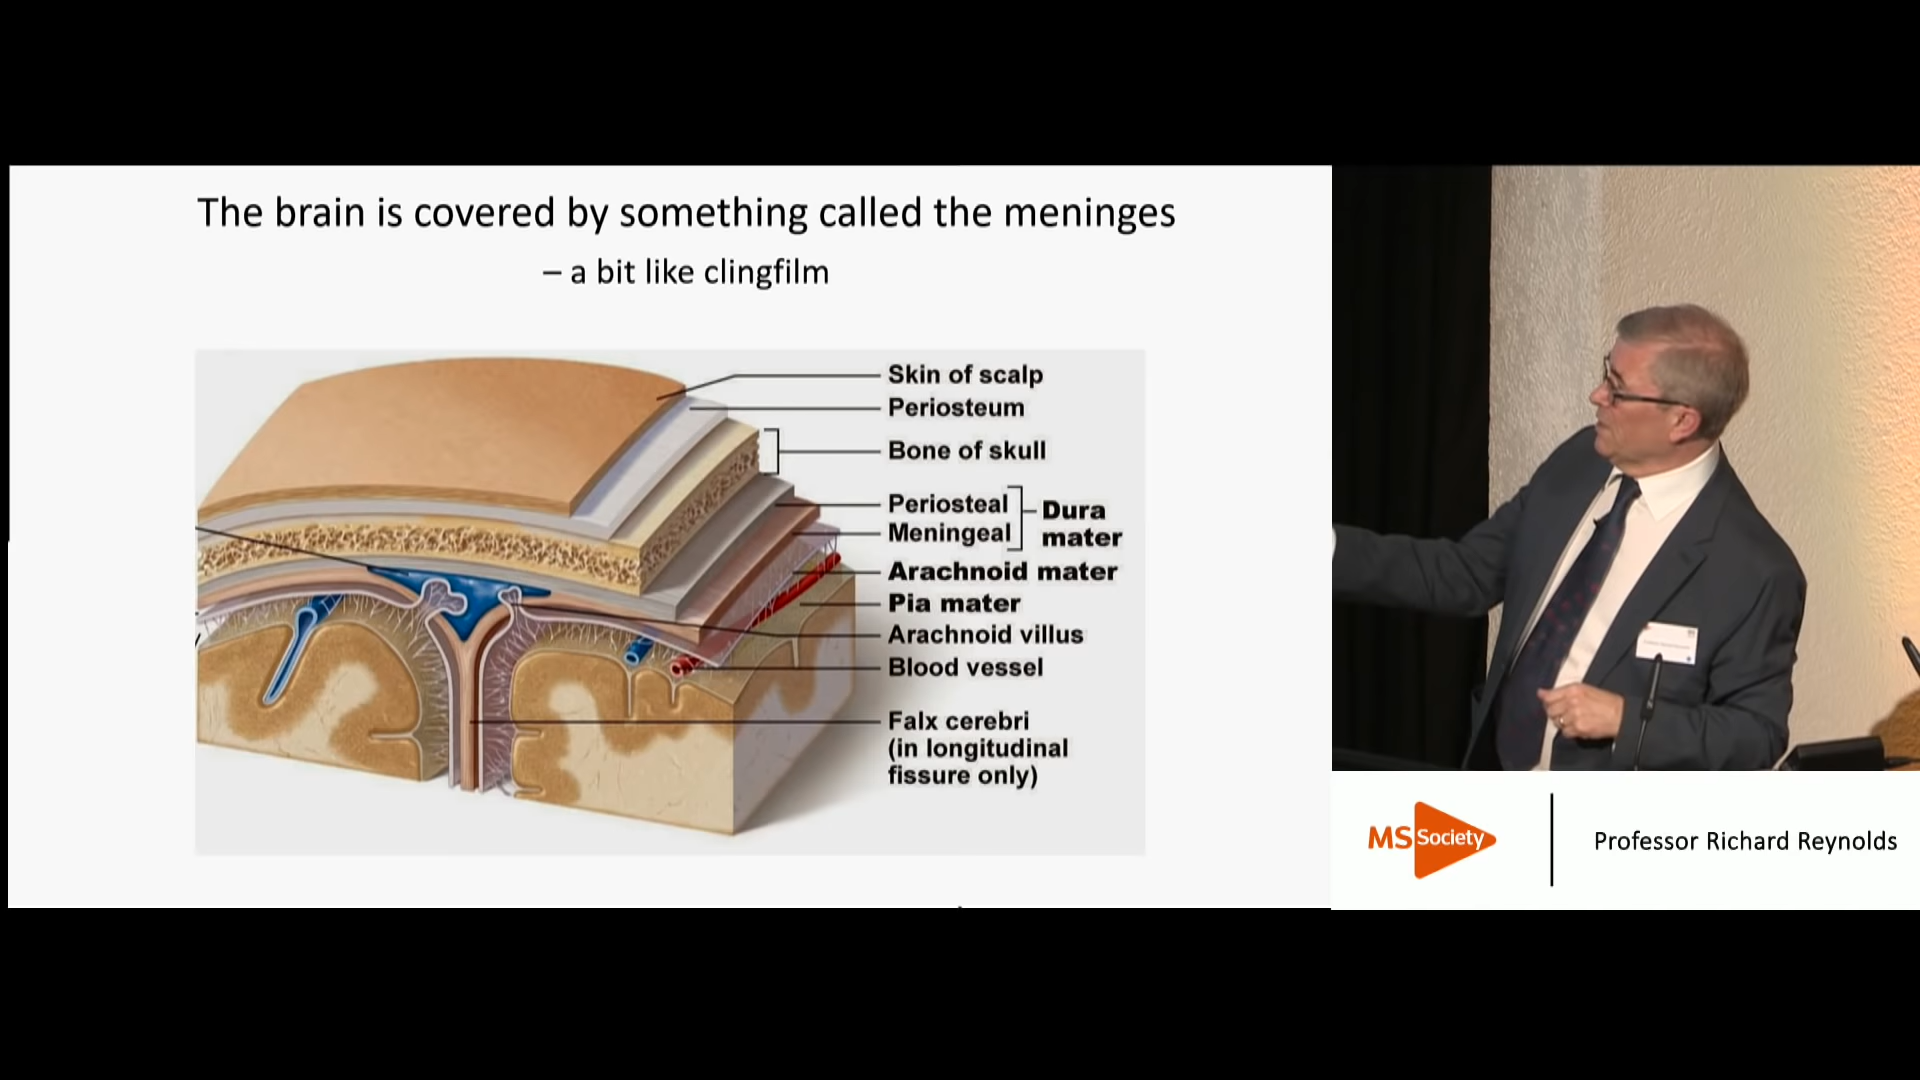 The brain is covered by something called the meninges
– a bit like clingfilm
Skin of scalp
Periosteum
Bone of skull
Periosteal
Meningeal
Dura
mater
Arachnoid mater
Pia mater
Arachnoid villus
Blood vessel
Falx cerebri
(in longitudinal
fissure only)
MS Society
Professor Richard Reynolds